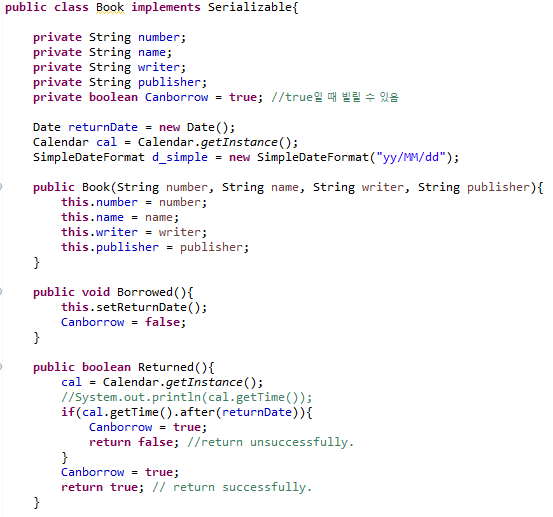 public class Book implements Serializable{
private String number;
private String name;
private String writer;
private String publisher;
private boolean Canborrow = true; //true일 때 빌릴 수 있음
Date returnDate = new Date();
Calendar cal = Calendar.getInstance();
SimpleDateFormat d_simple = new SimpleDateFormat("yy/MM/dd");
public Book(String number, String name, String writer, String publisher){
this.number = number;
this.name = name;
this.writer = writer;
this.publisher = publisher;
}
public void Borrowed(){
this.setReturnDate();
Canborrow = false;
}
public boolean Returned(){
cal = Calendar.getInstance();
//System.out.println(cal.getTime());
if(cal.getTime().after(returnDate)){
Canborrow = true;
return false; //return unsuccessfully.
}
Canborrow = true;
return true; // return successfully.
}